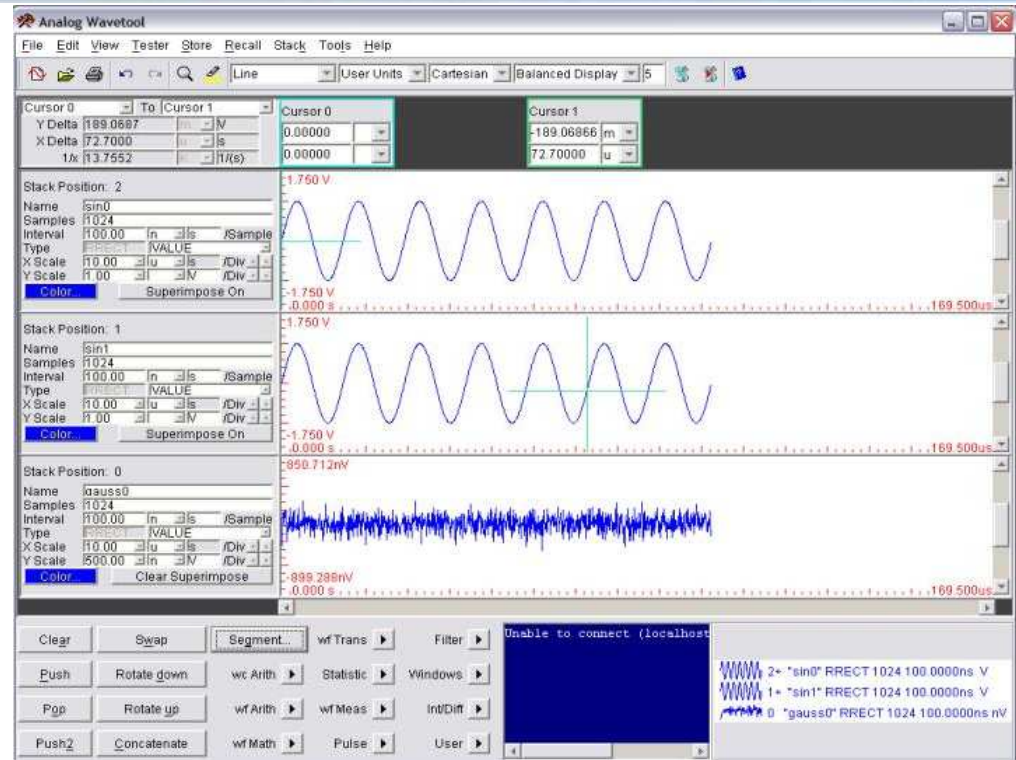 Analog Wavetool
File Edit View Tester Store Recall Stack Tools Help
Line User Units Cartesian Balanced Display 5
Cursor 0 To Cursor 1
Y Delta 189.0687 m V
X Delta 72.7000 u s
1/x 13.7552 1/(s)
Cursor 0
0.00000
0.00000
Cursor 1
-189.06866 m
72.70000 u
Stack Position: 2
Name sin0
Samples 1024
Interval 100.00 n s /Sample
Type RRECT VALUE
X Scale 10.00 u s /Div
Y Scale 1.00 V /Div
Color... Superimpose On
1.750 V
-1.750 V
0.000 s 169.500us
Stack Position: 1
Name sin1
Samples 1024
Interval 100.00 n s /Sample
Type RRECT VALUE
X Scale 10.00 u s /Div
Y Scale 1.00 V /Div
Color... Superimpose On
1.750 V
-1.750 V
0.000 s 169.500us
Stack Position: 0
Name gauss0
Samples 1024
Interval 100.00 n s /Sample
Type RRECT VALUE
X Scale 10.00 u s /Div
Y Scale 500.00 n V /Div
Color... Clear Superimpose
850.712nV
-899.288nV
0.000 s 169.500us
Clear Swap Segment... wf Trans Filter
Push Rotate down wc Arith Statistic Windows
Pop Rotate up wf Arith wf Meas Int/Diff
Push2 Concatenate wf Math Pulse User
Unable to connect (localhost
2+ "sin0" RRECT 1024 100.0000ns V
1+ "sin1" RRECT 1024 100.0000ns V
0 "gauss0" RRECT 1024 100.0000ns nV